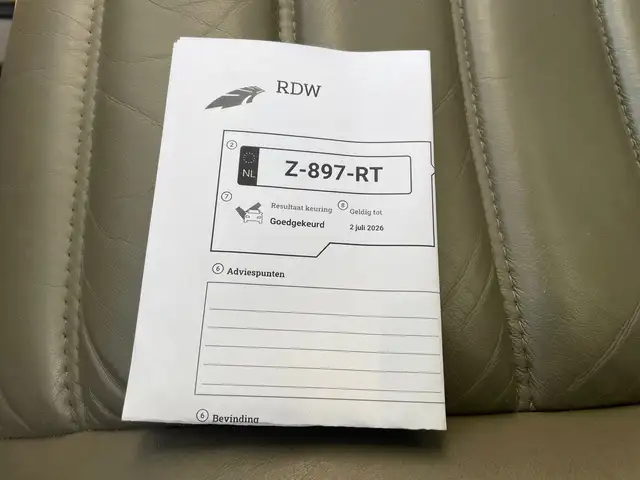 RDW
2
NL
Z-897-RT
7
Resultaat keuring
8
Geldig tot
Goedgekeurd
2 juli 2026
6 Adviespunten
6 Bevinding